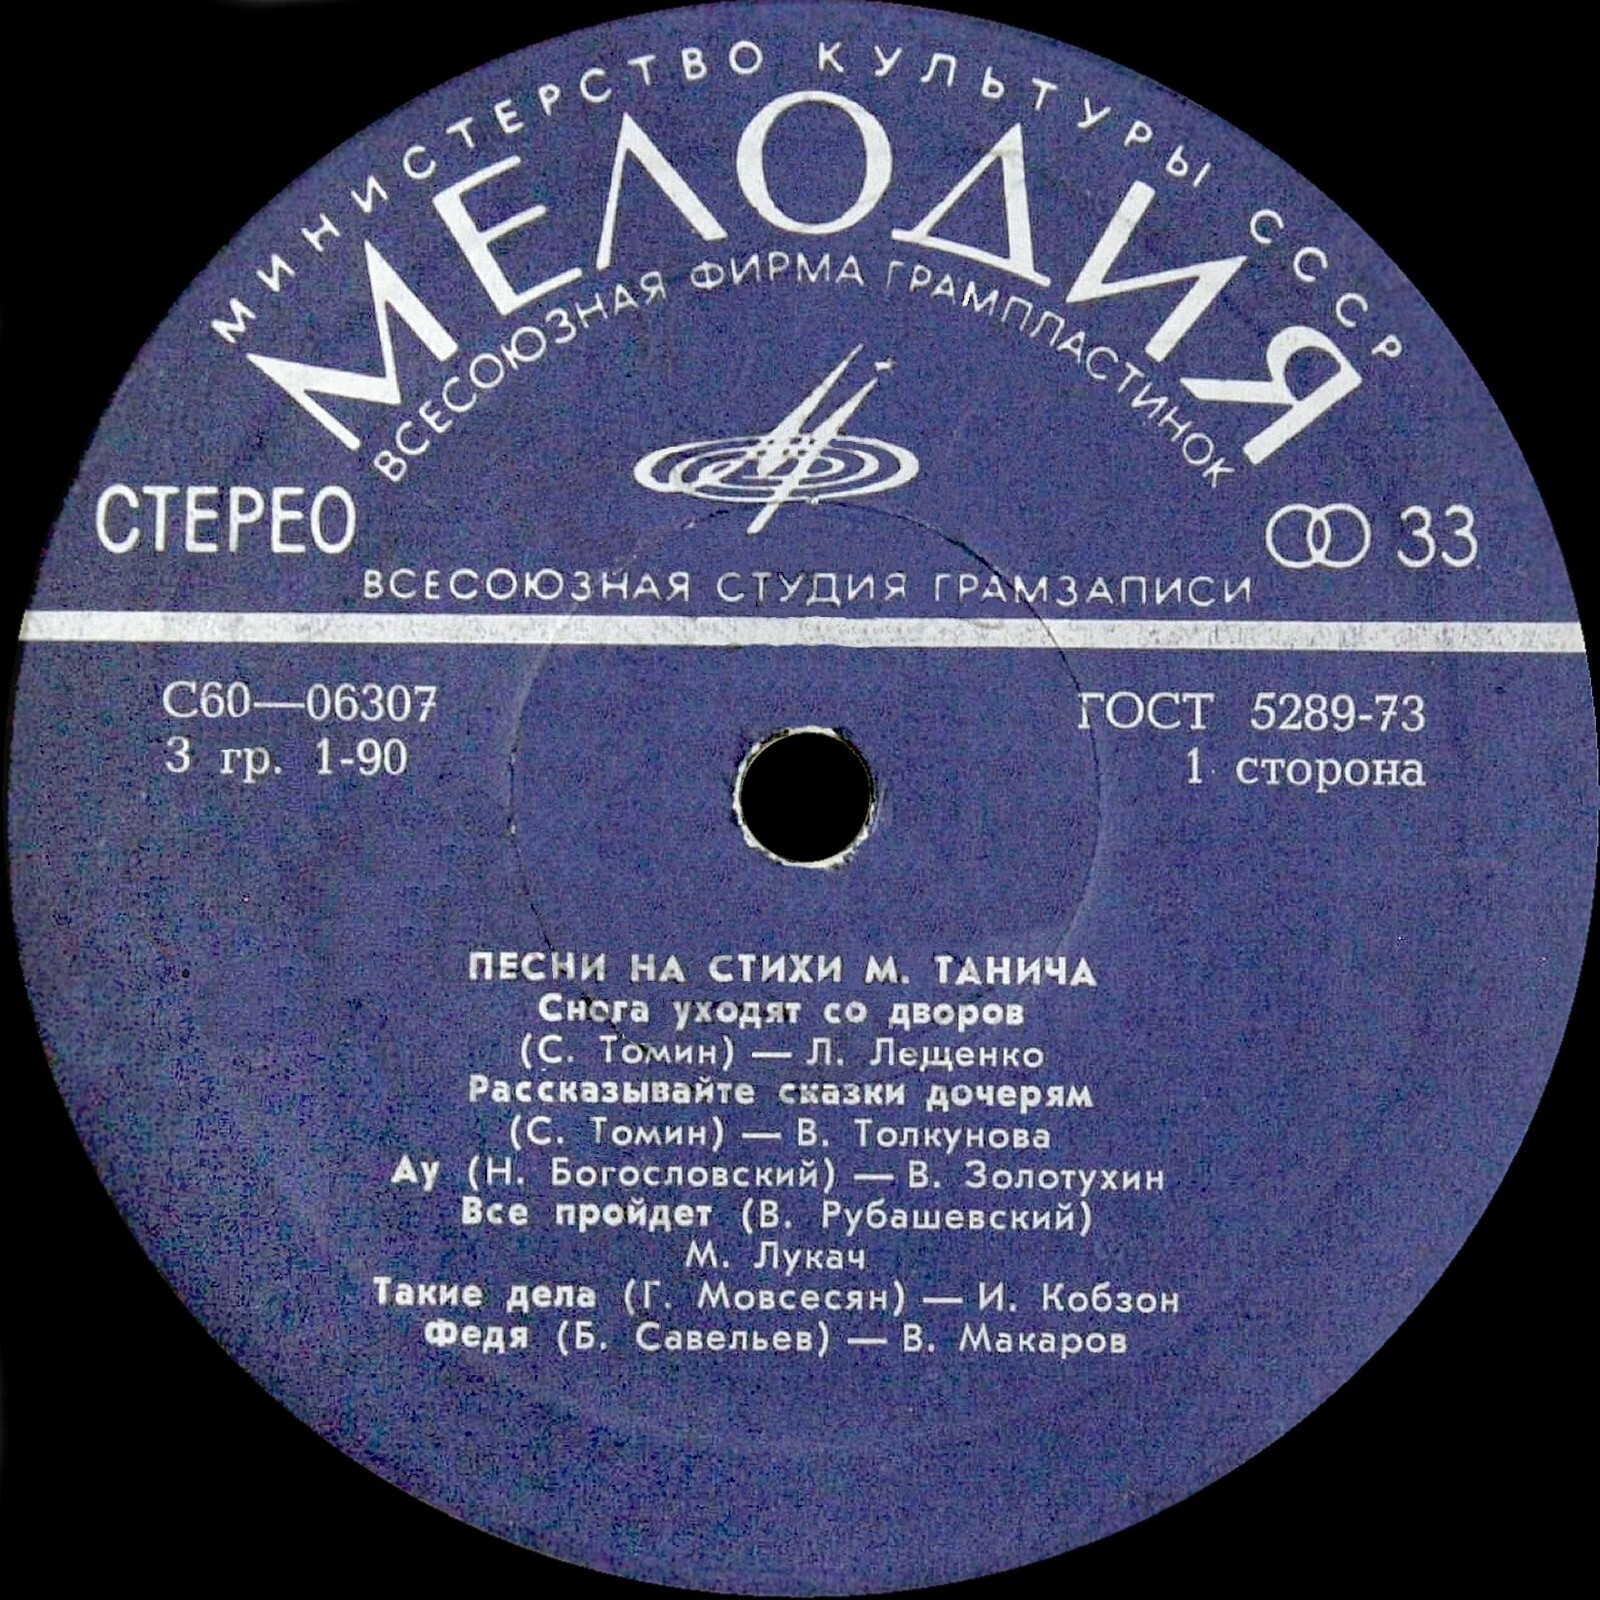 МИНИСТЕРСТВО КУЛЬТУРЫ СССР
МЕЛОДИЯ
ВСЕСОЮЗНАЯ ФИРМА ГРАМПЛАСТИНОК
СТЕРЕО
33
ВСЕСОЮЗНАЯ СТУДИЯ ГРАМЗАПИСИ
С60—06307
ГОСТ 5289-73
3 гр. 1-90
1 сторона
ПЕСНИ НА СТИХИ М. ТАНИЧА
Снога уходят со дворов
(С. Томин) — Л. Лещенко
Рассказывайте сказки дочерям
(С. Томин) — В. Толкунова
Ау (Н. Богословский) — В. Золотухин
Все пройдет (В. Рубашевский)
М. Лукач
Такие дела (Г. Мовсесян) — И. Кобзон
Федя (Б. Савельев) — В. Макаров